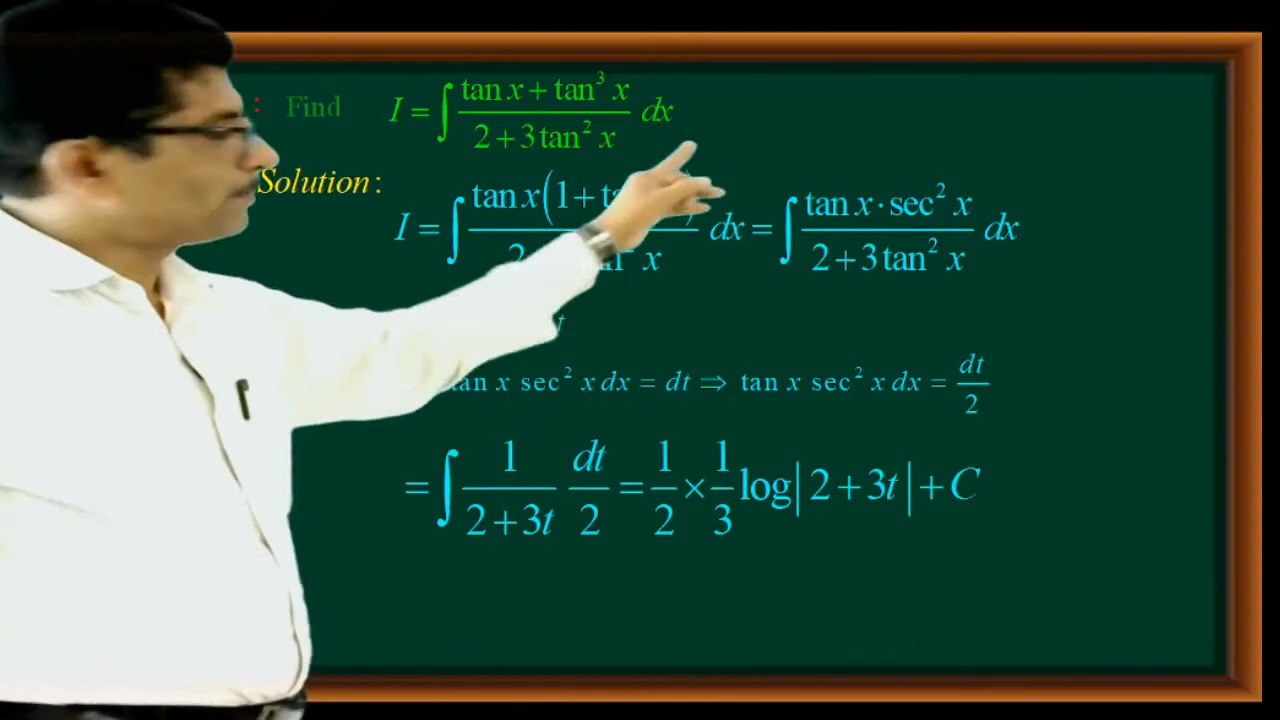 : Find I = ∫ (tan x + tan³ x)/(2 + 3 tan² x) dx
Solution:
I = ∫ tan x(1 + x dx = ∫ (tan x · sec² x)/(2 + 3 tan² x) dx
t
tan x sec² x dx = dt ⇒ tan x sec² x dx = dt/2
= ∫ 1/(2 + 3t) dt/2 = 1/2 × 1/3 log|2 + 3t| + C